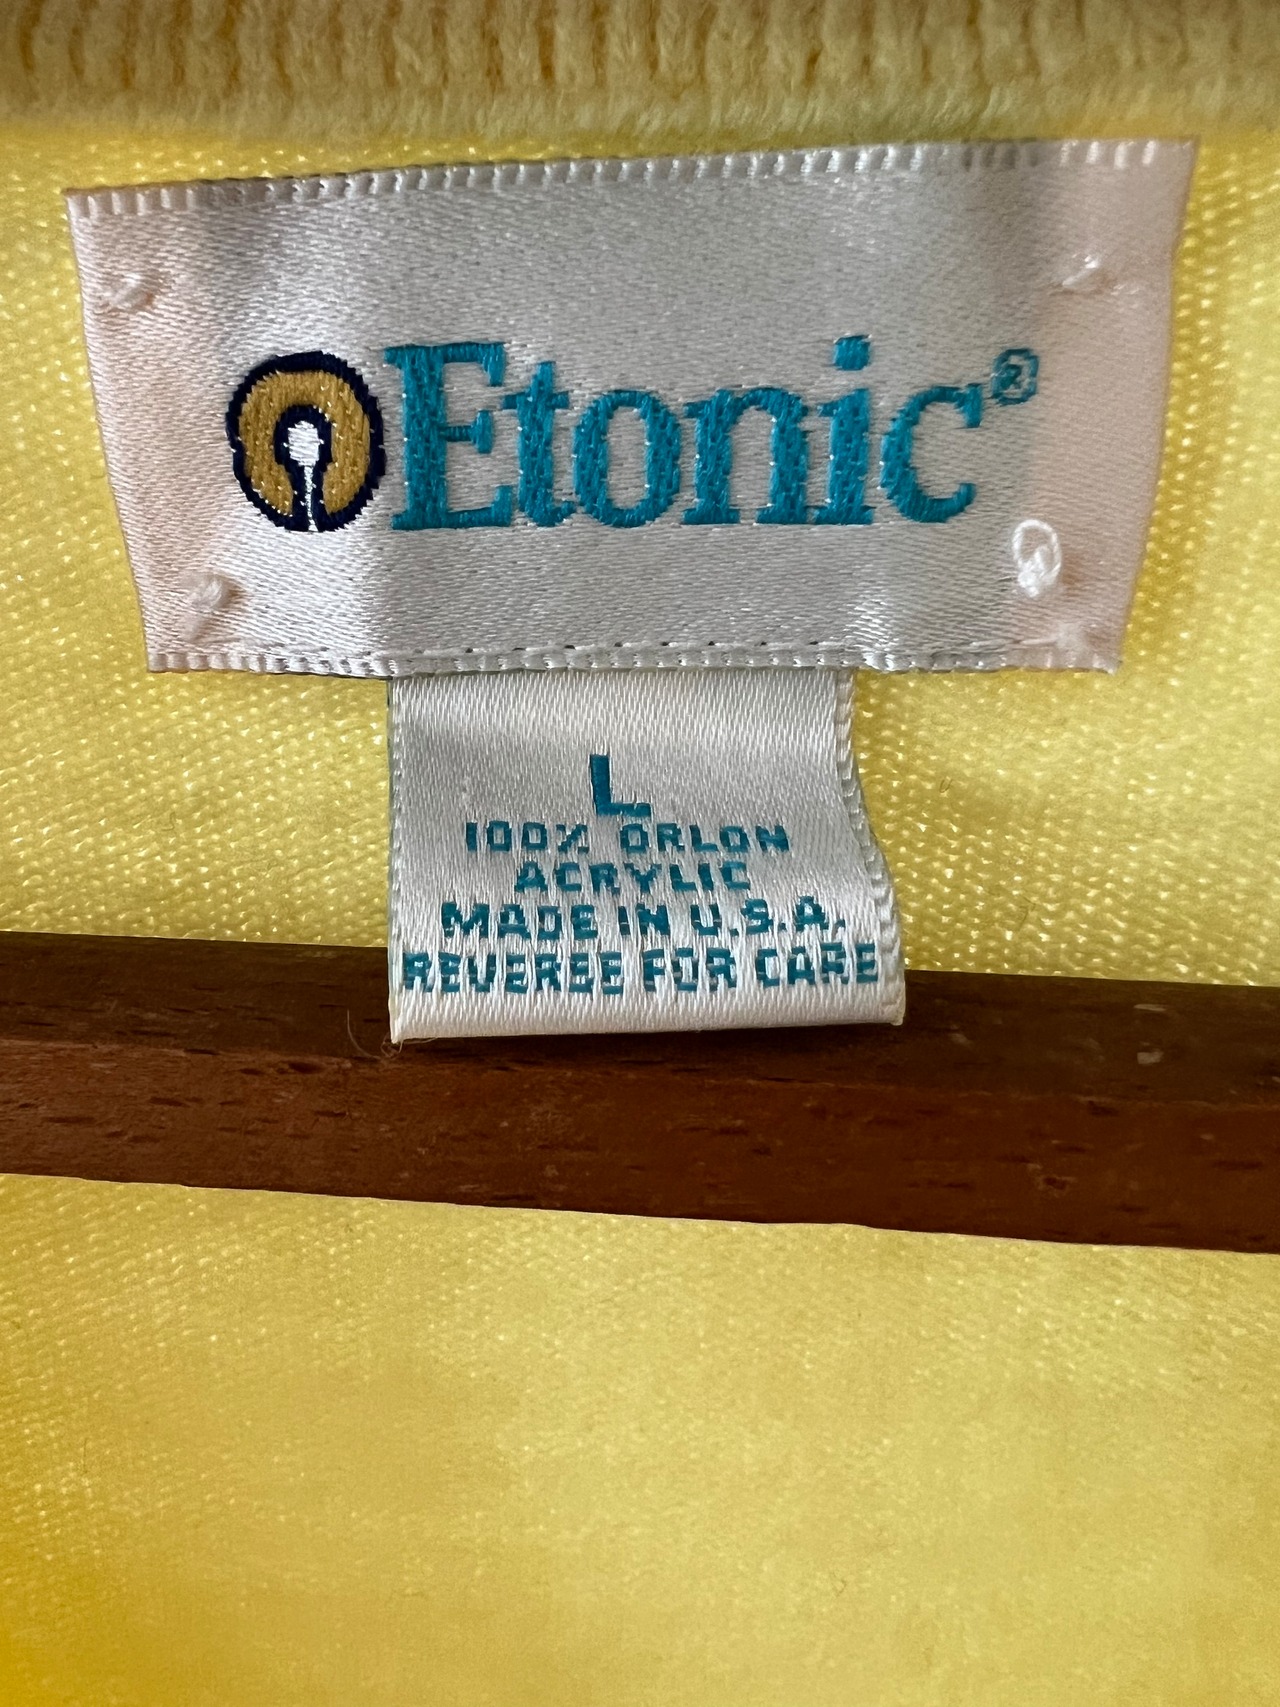 Etonic®
L
100% ORLON
ACRYLIC
MADE IN U.S.A.
REVERSE FOR CARE